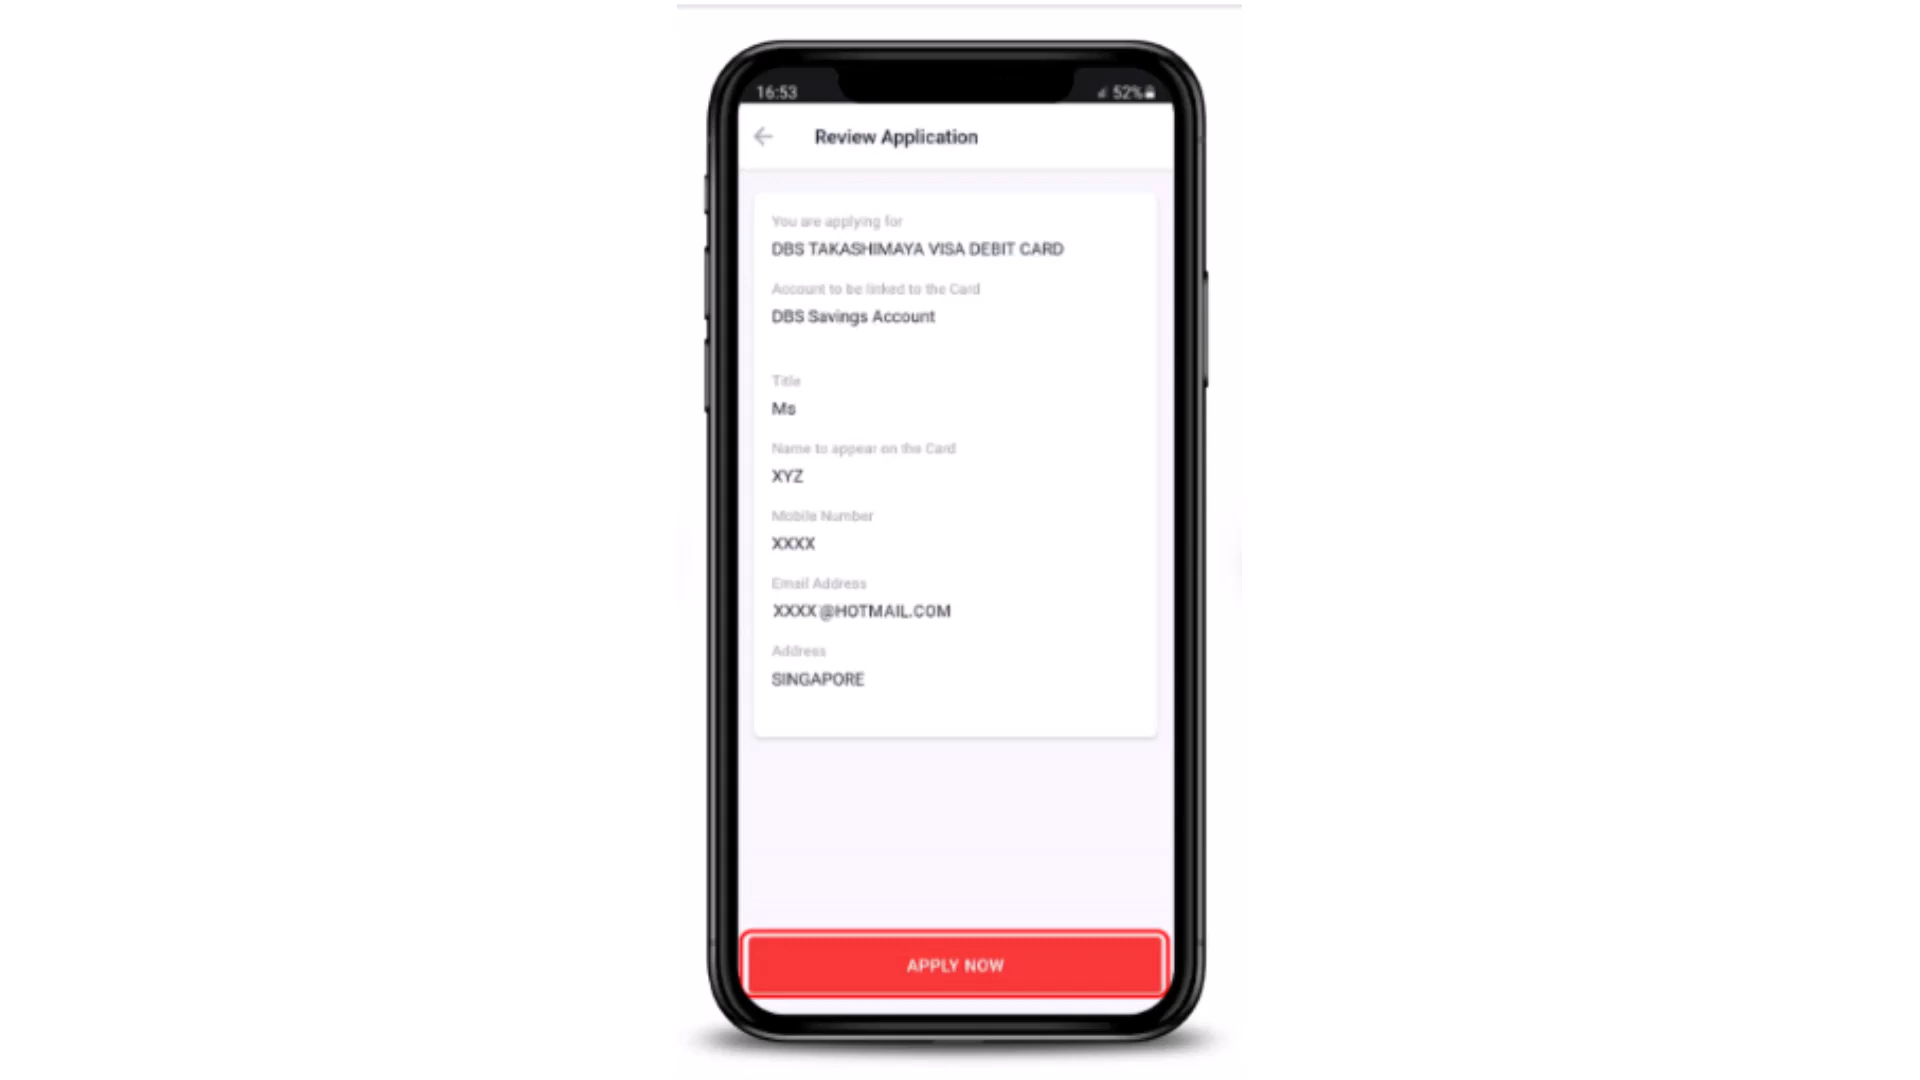 16:53
52%
Review Application
You are applying for
DBS TAKASHIMAYA VISA DEBIT CARD
Account to be linked to the Card
DBS Savings Account
Title
Ms
Name to appear on the Card
XYZ
Mobile Number
XXXX
Email Address
XXXX@HOTMAIL.COM
Address
SINGAPORE
APPLY NOW